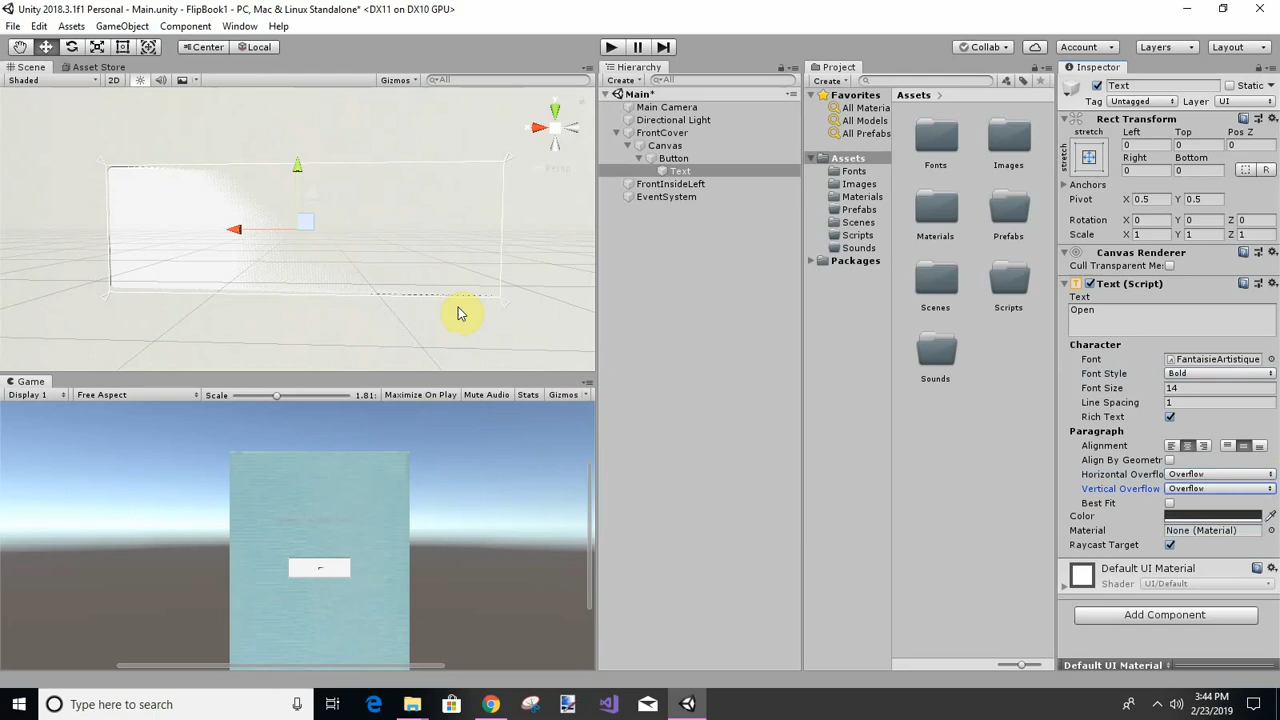 Unity 2018.3.1f1 Personal - Main.unity - FlipBook1 - PC, Mac & Linux Standalone* <DX11 on DX10 GPU>
File Edit Assets GameObject Component Window Help
Center Local Collab Account Layers Layout
Scene Asset Store
Shaded 2D Gizmos All
Persp
Game
Display 1 Free Aspect Scale 1.81: Maximize On Play Mute Audio Stats Gizmos
Hierarchy
Create All
Main*
Main Camera
Directional Light
FrontCover
Canvas
Button
Text
FrontInsideLeft
EventSystem
Project
Create
Favorites
All Materia
All Models
All Prefabs
Assets
Fonts
Images
Materials
Prefabs
Scenes
Scripts
Sounds
Packages
Assets
Fonts Images
Materials Prefabs
Scenes Scripts
Sounds
Inspector
Text Static
Tag Untagged Layer UI
Rect Transform
stretch Left Top Pos Z
stretch 0 0 0
Right Bottom
0 0 R
Anchors
Pivot X 0.5 Y 0.5
Rotation X 0 Y 0 Z 0
Scale X 1 Y 1 Z 1
Canvas Renderer
Cull Transparent Me:
Text (Script)
Text
Open
Character
Font FantaisieArtistique
Font Style Bold
Font Size 14
Line Spacing 1
Rich Text
Paragraph
Alignment
Align By Geometr
Horizontal Overflo Overflow
Vertical Overflow Overflow
Best Fit
Color
Material None (Material)
Raycast Target
Default UI Material
Shader UI/Default
Add Component
Default UI Material
Type here to search
3:44 PM
2/23/2019